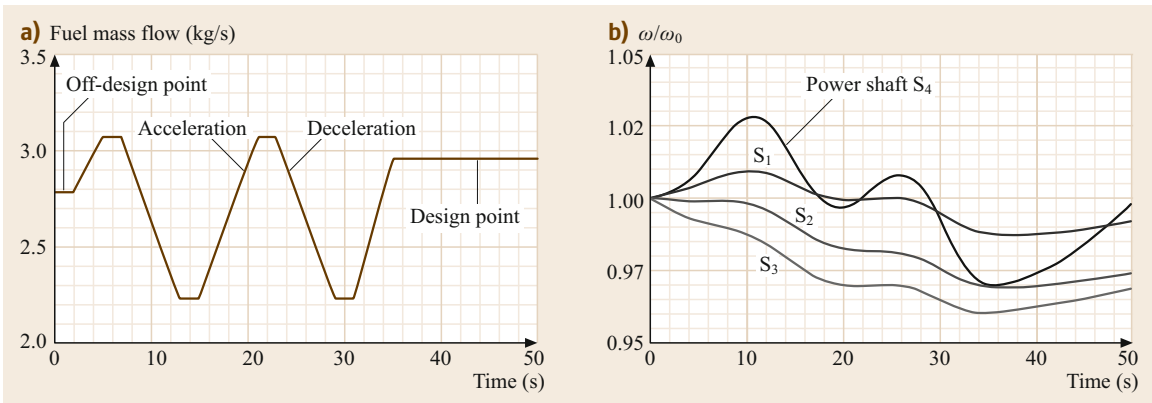 a) Fuel mass flow (kg/s)
3.5
Off-design point
Acceleration
Deceleration
3.0
Design point
2.5
2.0
0 10 20 30 40 50
Time (s)
b) ω/ω₀
1.05
Power shaft S₄
1.02
S₁
1.00
S₂
S₃
0.97
0.95
0 10 20 30 40 50
Time (s)